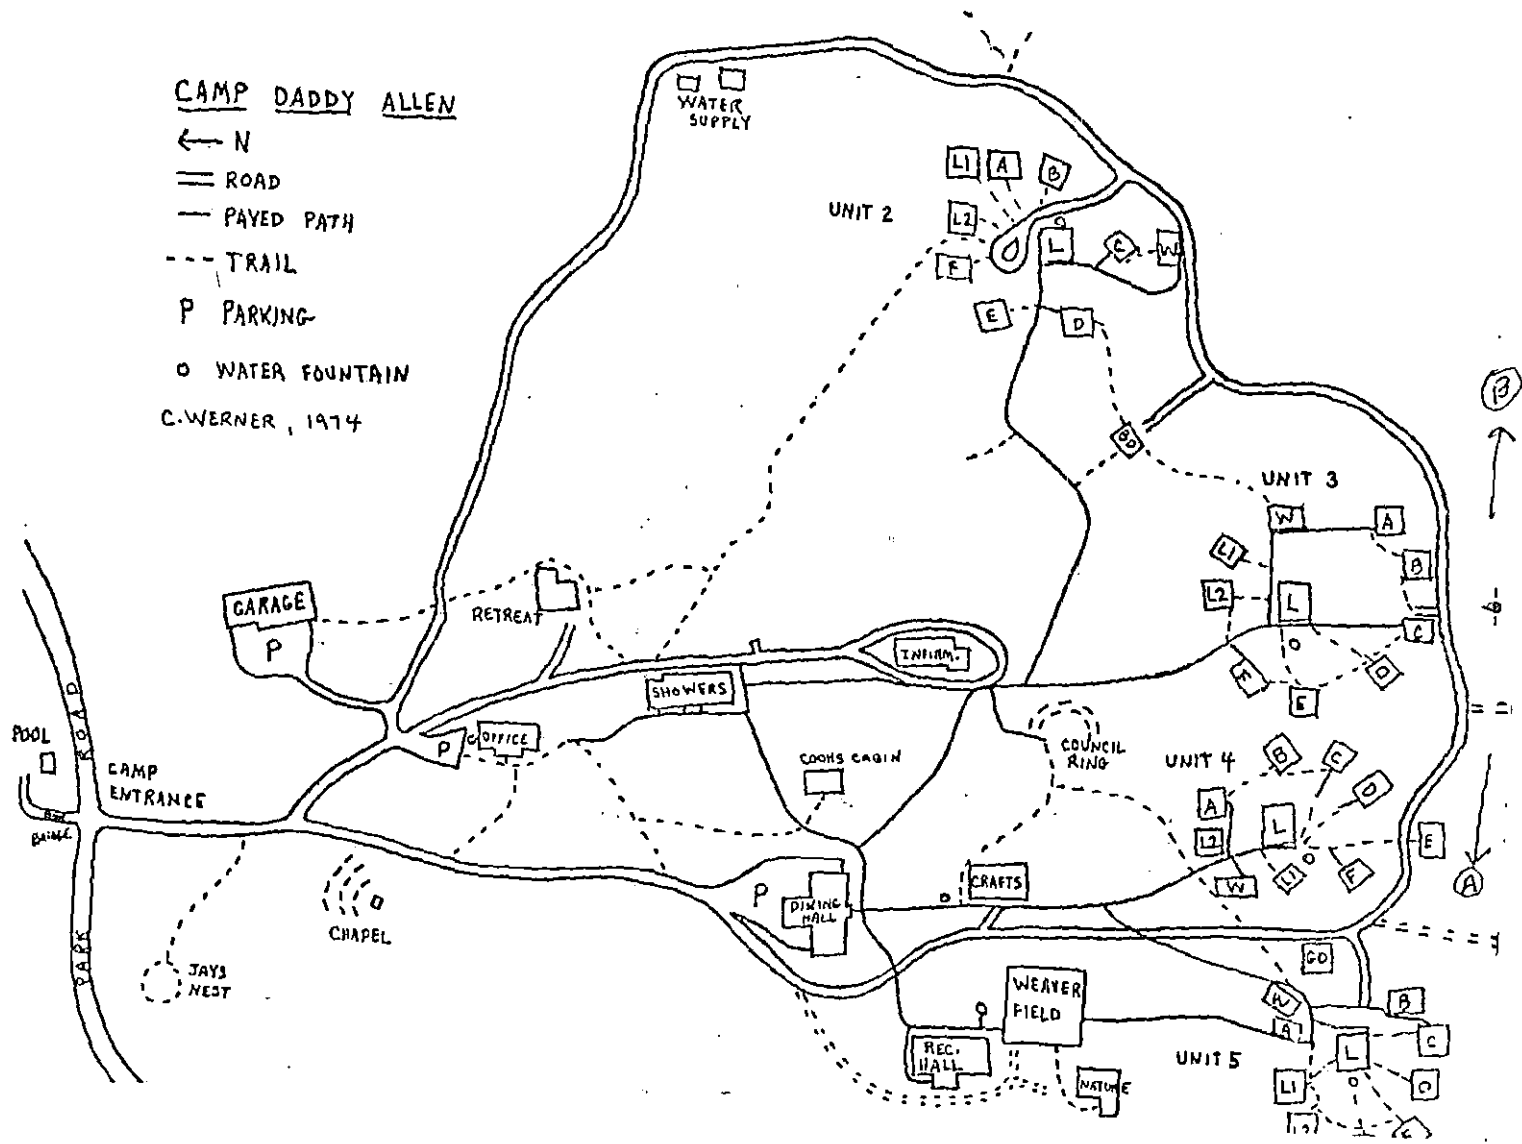 CAMP DADDY ALLEN
N
ROAD
PAVED PATH
TRAIL
P PARKING
WATER FOUNTAIN
C. WERNER, 1974
WATER
SUPPLY
UNIT 2
L1
A
B
L2
F
L
C
W
E
D
BD
UNIT 3
W
A
L1
B
L2
L
C
F
E
D
B
A
GARAGE
P
RETREAT
INFIRM.
SHOWERS
OFFICE
P
COOKS CABIN
COUNCIL
RING
UNIT 4
B
C
D
A
L
L2
E
W
L1
F
POOL
BRIDGE
CAMP
ENTRANCE
PARK ROAD
CHAPEL
JAYS
NEST
P
DINING
HALL
CRAFTS
GD
WEAVER
FIELD
REC.
HALL
NATURE
UNIT 5
W
A
B
C
L
L1
D
L2